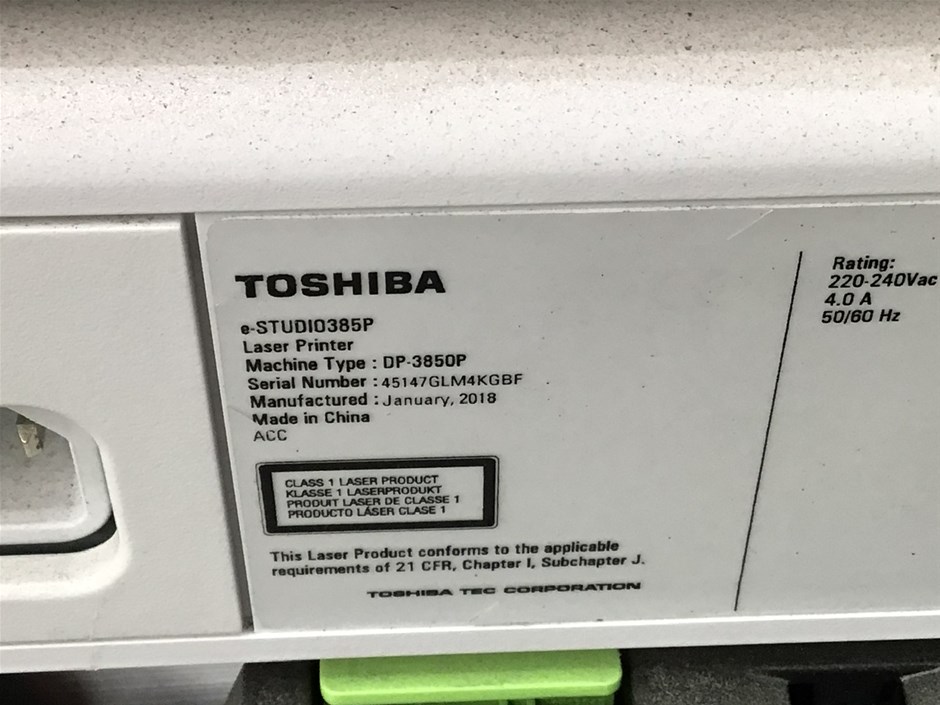 TOSHIBA
e-STUDIO385P
Laser Printer
Machine Type : DP-3850P
Serial Number : 45147GLM4KGBF
Manufactured : January, 2018
Made in China
ACC
CLASS 1 LASER PRODUCT
KLASSE 1 LASERPRODUKT
PRODUIT LASER DE CLASSE 1
PRODUCTO LÁSER CLASE 1
This Laser Product conforms to the applicable
requirements of 21 CFR, Chapter I, Subchapter J.
TOSHIBA TEC CORPORATION
Rating:
220-240Vac
4.0 A
50/60 Hz